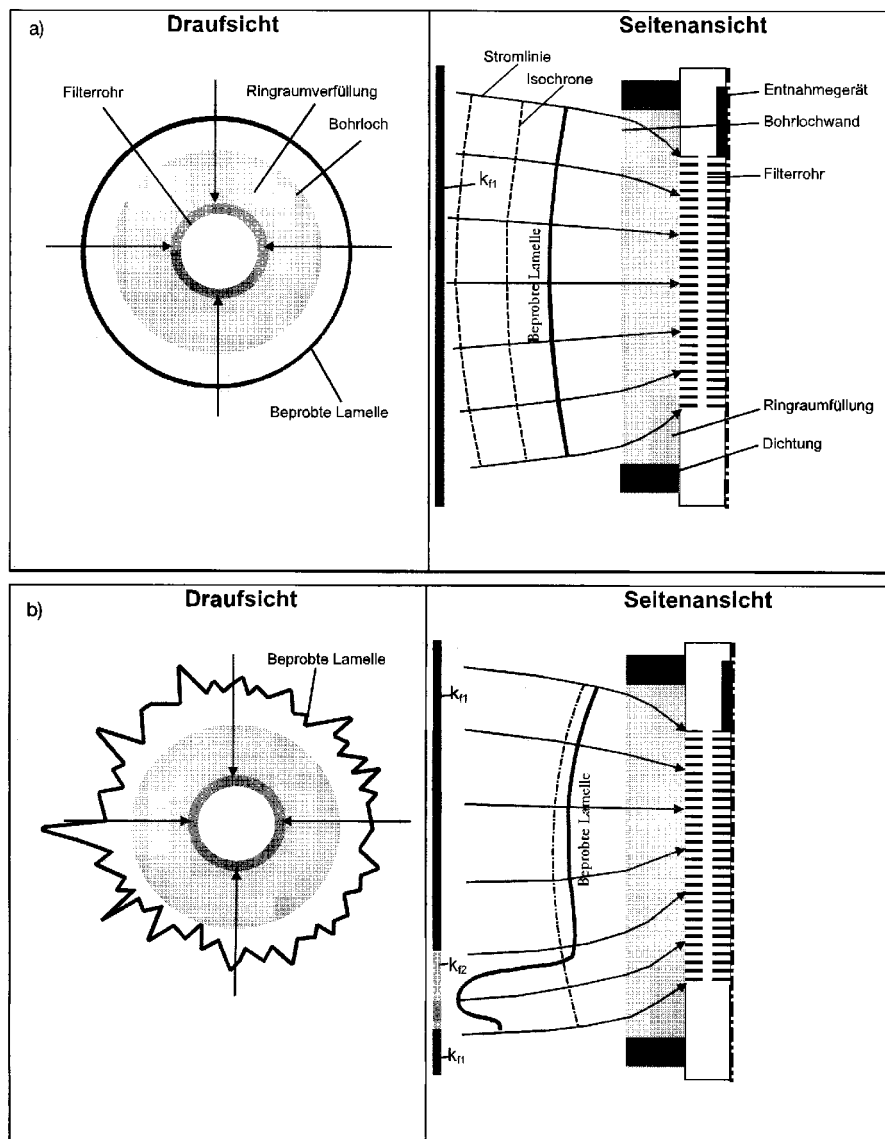 a)
Draufsicht
Filterrohr
Ringraumverfüllung
Bohrloch
Beprobte Lamelle
Seitenansicht
Stromlinie
Isochrone
kf1
Beprobte Lamelle
Entnahmegerät
Bohrlochwand
Filterrohr
Ringraumfüllung
Dichtung
b)
Draufsicht
Beprobte Lamelle
Seitenansicht
kf1
Beprobte Lamelle
kf2
kf1